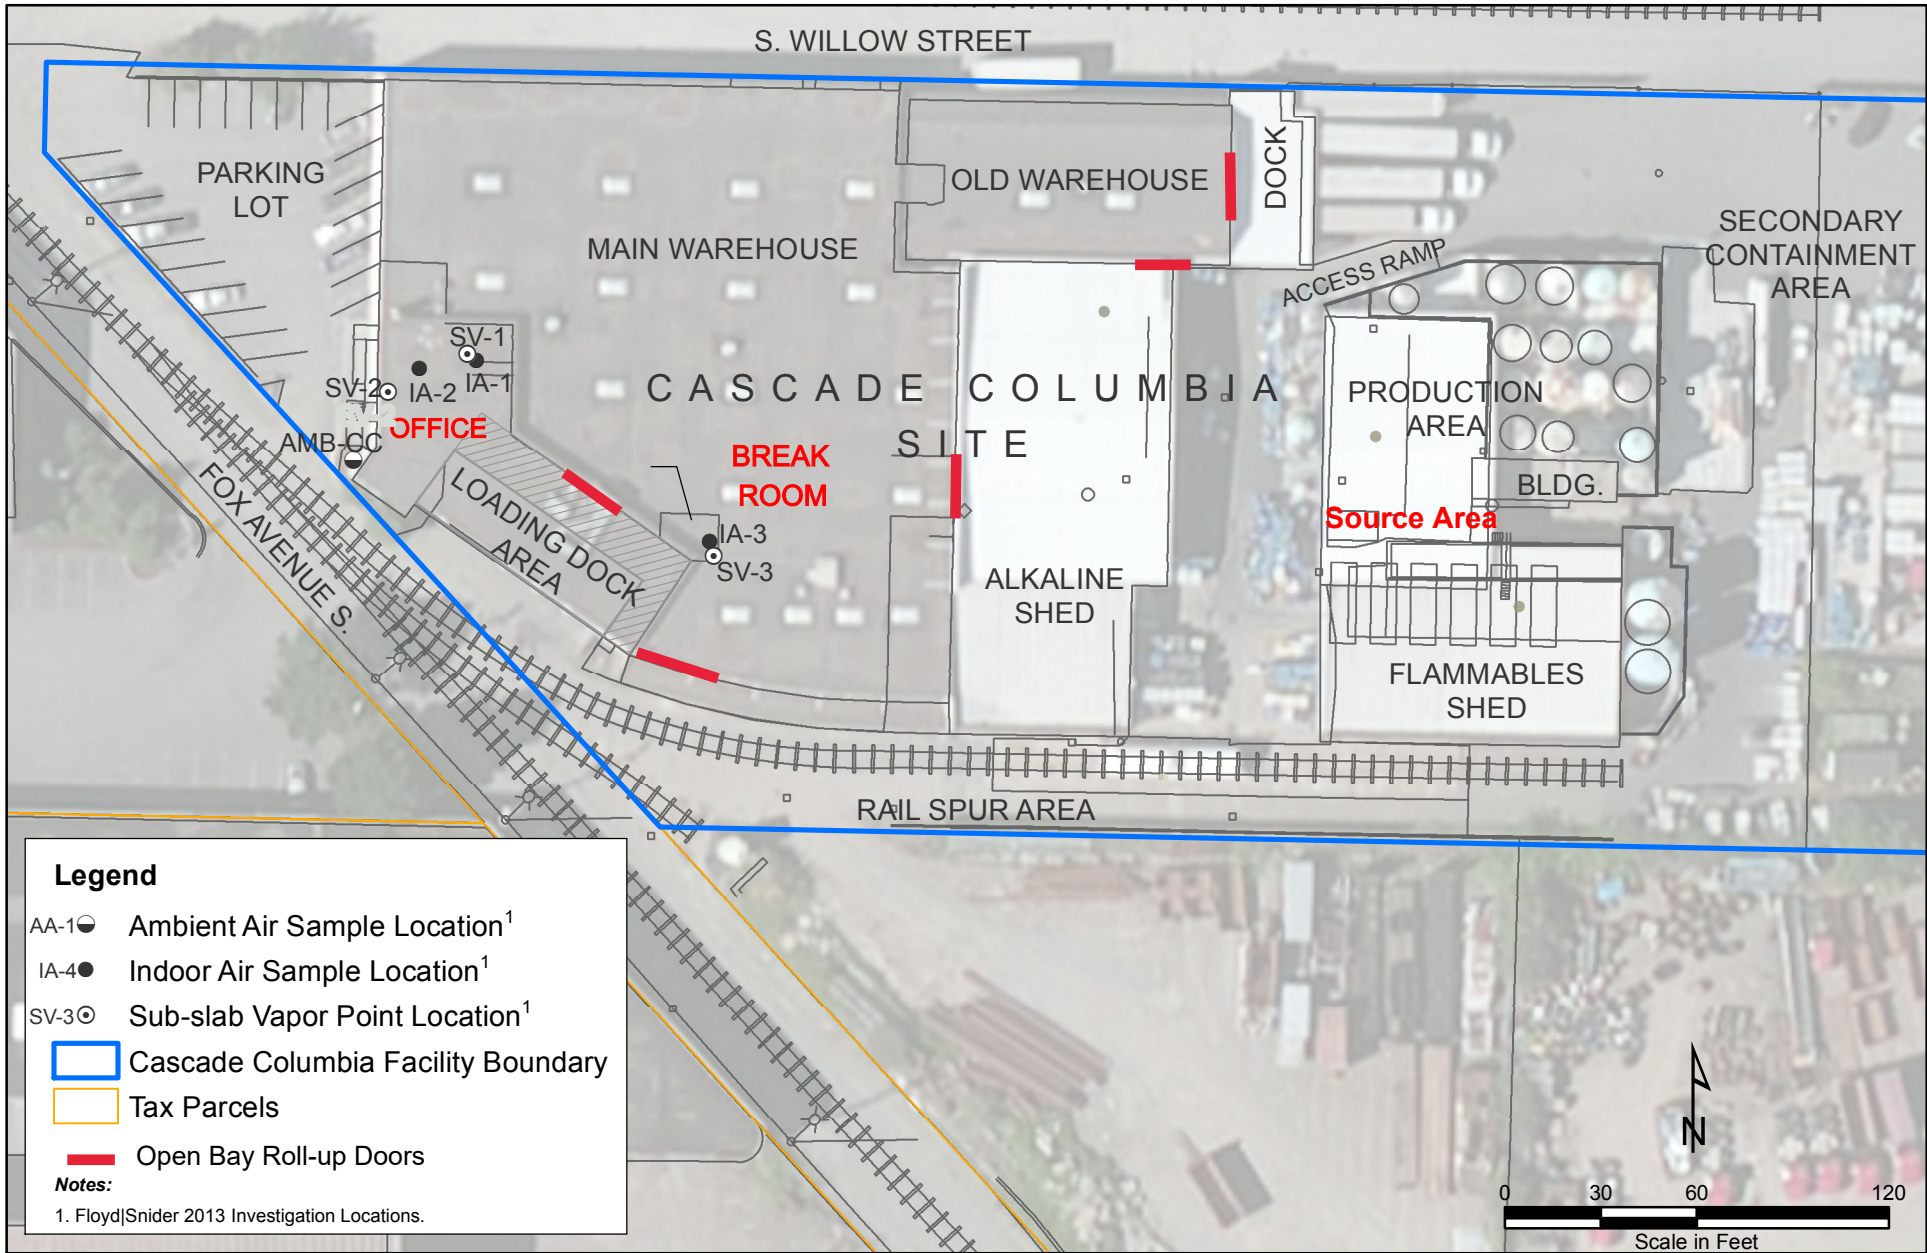 S. WILLOW STREET
PARKING
LOT
MAIN WAREHOUSE
OLD WAREHOUSE
DOCK
SECONDARY
CONTAINMENT
AREA
ACCESS RAMP
SV-1
IA-1
IA-2
SV-2
OFFICE
AMB-CC
CASCADE COLUMBIA
SITE
BREAK
ROOM
PRODUCTION
AREA
BLDG.
Source Area
LOADING DOCK
AREA
IA-3
SV-3
ALKALINE
SHED
FLAMMABLES
SHED
FOX AVENUE S.
RAIL SPUR AREA
Legend
AA-1 Ambient Air Sample Location1
IA-4 Indoor Air Sample Location1
SV-3 Sub-slab Vapor Point Location1
Cascade Columbia Facility Boundary
Tax Parcels
Open Bay Roll-up Doors
Notes:
1. Floyd|Snider 2013 Investigation Locations.
N
0 30 60 120
Scale in Feet